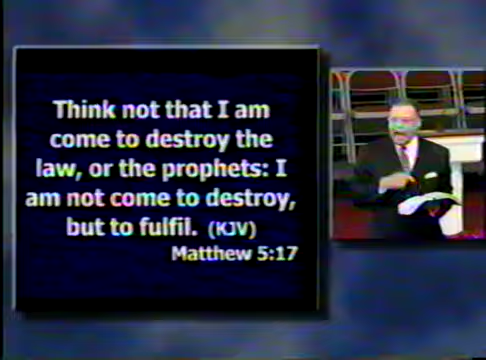 Think not that I am
come to destroy the
law, or the prophets: I
am not come to destroy,
but to fulfil. (KJV)
Matthew 5:17